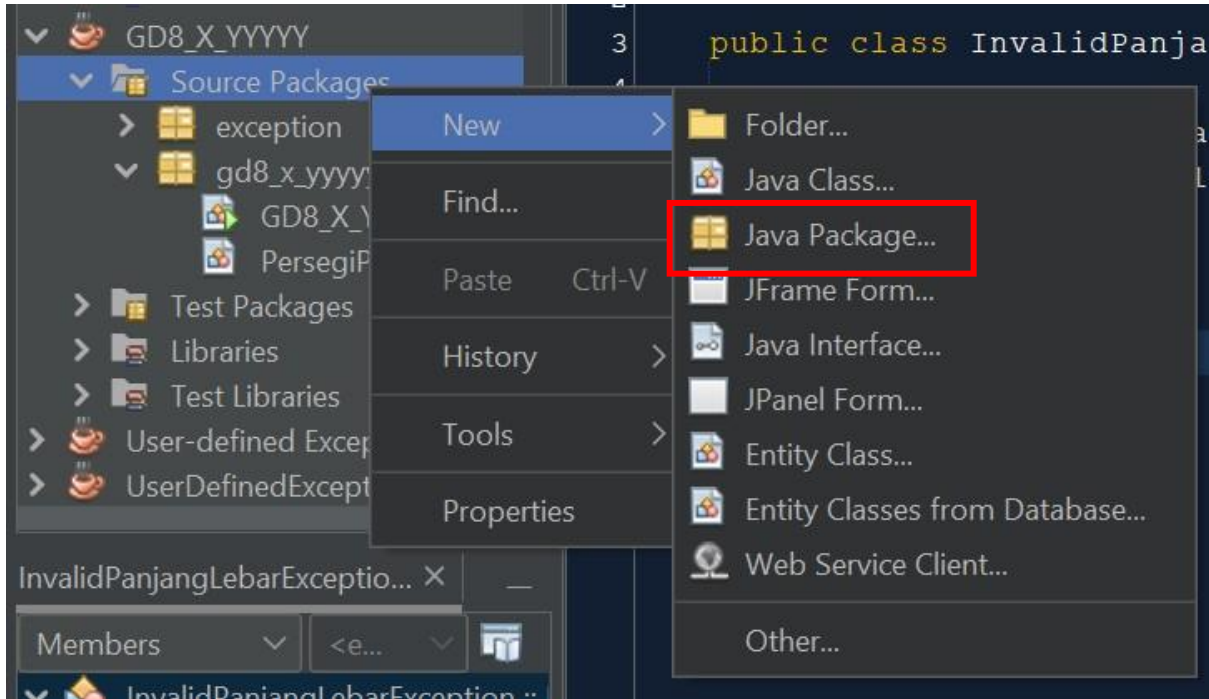 GD8_X_YYYYY
Source Packages
exception
gd8_x_yyyy
GD8_X_Y
PersegiP
Test Packages
Libraries
Test Libraries
User-defined Excep
UserDefinedExcept
InvalidPanjangLebarExceptio...
Members
<e...
InvalidPanjangLebarException ::
3 public class InvalidPanja
4
New
Find...
Paste Ctrl-V
History
Tools
Properties
Folder...
Java Class...
Java Package...
JFrame Form...
Java Interface...
JPanel Form...
Entity Class...
Entity Classes from Database...
Web Service Client...
Other...